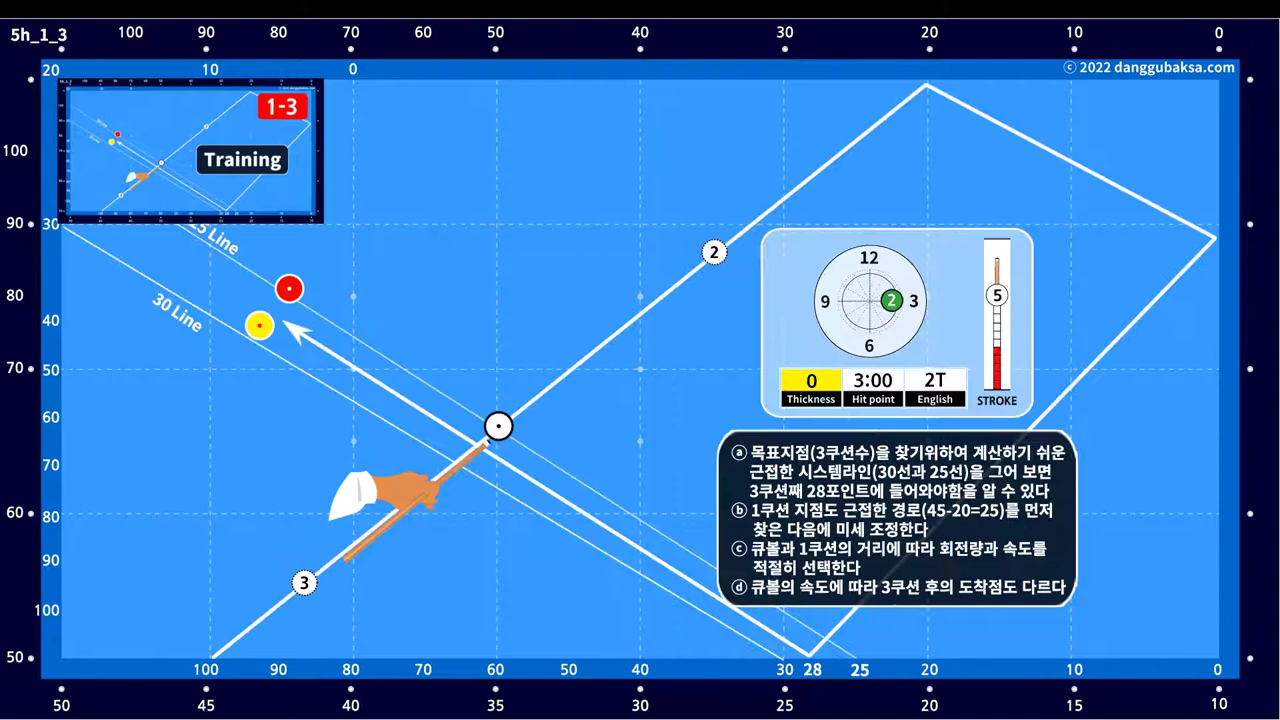 5h_1_3
100 90 80 70 60 50 40 30 20 10 0
20 10 0
ⓒ 2022 danggubaksa.com
1-3
Training
100
90 30
25 Line
30 Line
80
40
70 50
60
70
60 80
90
100
50
2
3
12
9 2 3
6
5
0 3:00 2T
Thickness Hit point English
STROKE
ⓐ 목표지점(3쿠션수)을 찾기위하여 계산하기 쉬운
근접한 시스템라인(30선과 25선)을 그어 보면
3쿠션째 28포인트에 들어와야함을 알 수 있다
ⓑ 1쿠션 지점도 근접한 경로(45-20=25)를 먼저
찾은 다음에 미세 조정한다
ⓒ 큐볼과 1쿠션의 거리에 따라 회전량과 속도를
적절히 선택한다
ⓓ 큐볼의 속도에 따라 3쿠션 후의 도착점도 다르다
100 90 80 70 60 50 40 30 28 25 20 10 0
50 45 40 35 30 25 20 15 10